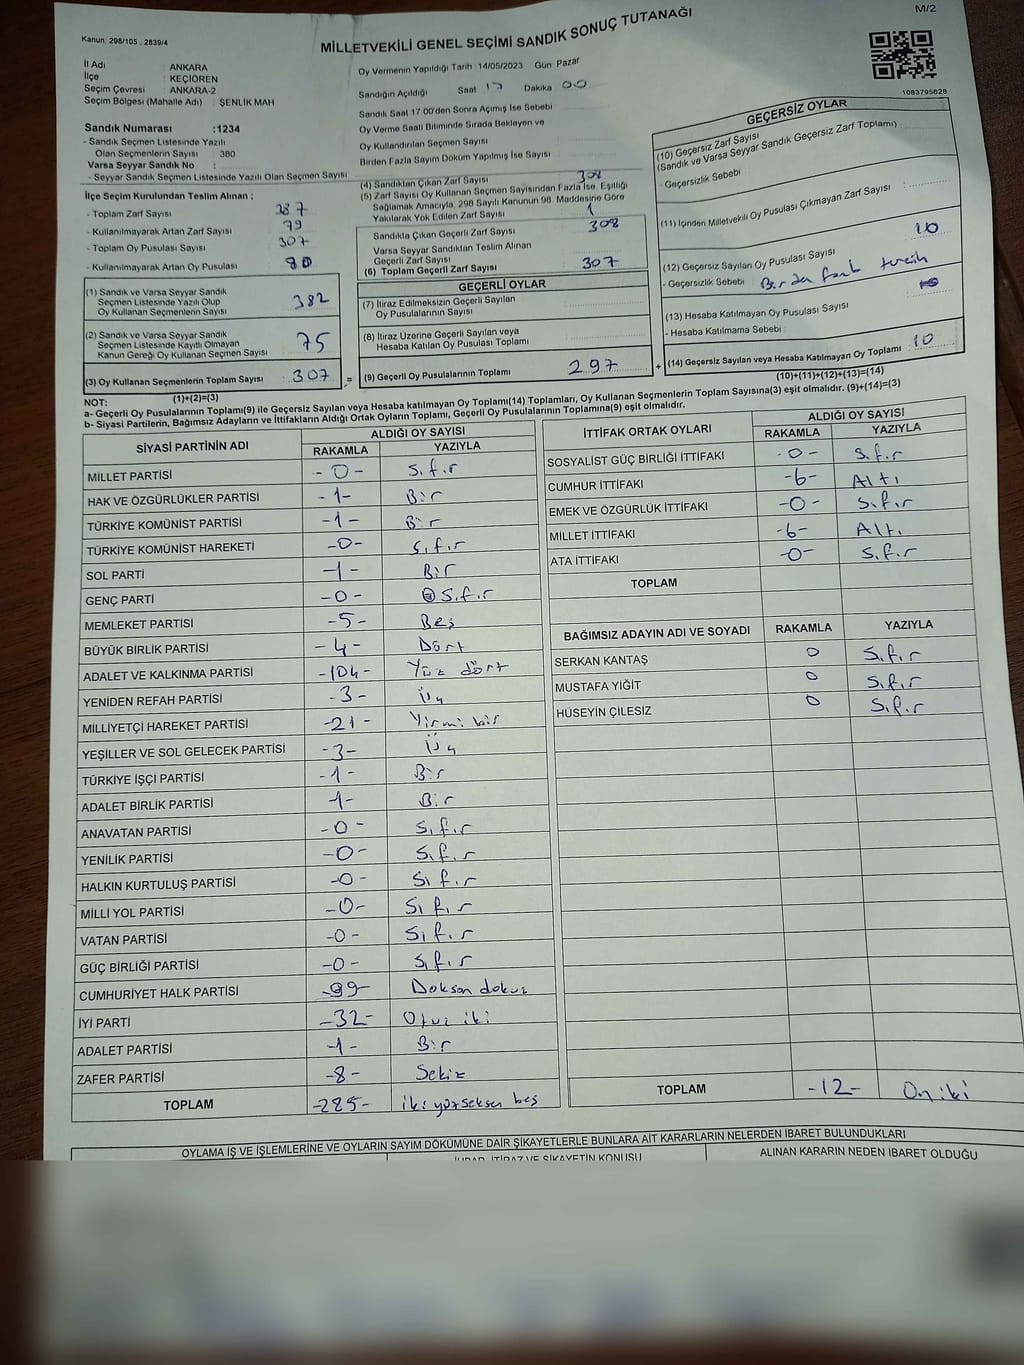 M/2
Kanun, 298/105 , 2839/4
MİLLETVEKİLİ GENEL SEÇİMİ SANDIK SONUÇ TUTANAĞI
İl Adı : ANKARA
İlçe : KEÇİÖREN
Seçim Çevresi : ANKARA-2
Seçim Bölgesi (Mahalle Adı) : ŞENLİK MAH
Sandık Numarası :1234
- Sandık Seçmen Listesinde Yazılı
Olan Seçmenlerin Sayısı : 380
Varsa Seyyar Sandık No :
- Seyyar Sandık Seçmen Listesinde Yazılı Olan Seçmen Sayısı
Oy Vermenin Yapıldığı Tarih : 14/05/2023 Gün Pazar
Sandığın Açıldığı Saat 17 Dakika 00
Sandık Saat 17.00'den Sonra Açımış İse Sebebi
Oy Verme Saati Bitiminde Sırada Bekleyen ve
Oy Kullandırılan Seçmen Sayısı
Birden Fazla Sayım Döküm Yapılmış İse Sayısı
1083795628
İlçe Seçim Kurulundan Teslim Alınan ;
- Toplam Zarf Sayısı 387
- Kullanılmayarak Artan Zarf Sayısı 79
- Toplam Oy Pusulası Sayısı 307
- Kullanılmayarak Artan Oy Pusulası 80
(1) Sandık ve Varsa Seyyar Sandık
Seçmen Listesinde Yazılı Olup
Oy Kullanan Seçmenlerin Sayısı 382
(2) Sandık ve Varsa Seyyar Sandık
Seçmen Listesinde Kayıtlı Olmayan
Kanun Gereği Oy Kullanan Seçmen Sayısı 75
(3) Oy Kullanan Seçmenlerin Toplam Sayısı 307
(1)+(2)=(3)
(4) Sandıktan Çıkan Zarf Sayısı 308
(5) Zarf Sayısı Oy Kullanan Seçmen Sayısından Fazla İse, Eşitliği
Sağlamak Amacıyla, 298 Sayılı Kanunun 98. Maddesine Göre
Yakılarak Yok Edilen Zarf Sayısı 1
Sandıkta Çıkan Geçerli Zarf Sayısı 308
Varsa Seyyar Sandıktan Teslim Alınan
Geçerli Zarf Sayısı
(6) Toplam Geçerli Zarf Sayısı 307
GEÇERLİ OYLAR
(7) İtiraz Edilmeksizin Geçerli Sayılan
Oy Pusulalarının Sayısı
(8) İtiraz Üzerine Geçerli Sayılan veya
Hesaba Katılan Oy Pusulası Toplamı
= (9) Geçerli Oy Pusulalarının Toplamı 297 +
GEÇERSİZ OYLAR
(10) Geçersiz Zarf Sayısı
(Sandık ve Varsa Seyyar Sandık Geçersiz Zarf Toplamı)
- Geçersizlik Sebebi
(11) İçinden Milletvekili Oy Pusulası Çıkmayan Zarf Sayısı
(12) Geçersiz Sayılan Oy Pusulası Sayısı 10
- Geçersizlik Sebebi : Birden fazla tercih
(13) Hesaba Katılmayan Oy Pusulası Sayısı
- Hesaba Katılmama Sebebi
(14) Geçersiz Sayılan veya Hesaba Katılmayan Oy Toplamı 10
(10)+(11)+(12)+(13)=(14)
NOT:
a- Geçerli Oy Pusulalarının Toplamı(9) ile Geçersiz Sayılan veya Hesaba katılmayan Oy Toplamı(14) Toplamları, Oy Kullanan Seçmenlerin Toplam Sayısına(3) eşit olmalıdır. (9)+(14)=(3)
b- Siyasi Partilerin, Bağımsız Adayların ve İttifakların Aldığı Ortak Oyların Toplamı, Geçerli Oy Pusulalarının Toplamına(9) eşit olmalıdır.
SİYASİ PARTİNİN ADI ALDIĞI OY SAYISI
RAKAMLA YAZIYLA
MİLLET PARTİSİ -0- Sıfır
HAK VE ÖZGÜRLÜKLER PARTİSİ -1- Bir
TÜRKİYE KOMÜNİST PARTİSİ -1- Bir
TÜRKİYE KOMÜNİST HAREKETİ -0- Sıfır
SOL PARTİ -1- Bir
GENÇ PARTİ -0- Sıfır
MEMLEKET PARTİSİ -5- Beş
BÜYÜK BİRLİK PARTİSİ -4- Dört
ADALET VE KALKINMA PARTİSİ -104- Yüz dört
YENİDEN REFAH PARTİSİ -3- Üç
MİLLİYETÇİ HAREKET PARTİSİ -21- Yirmi bir
YEŞİLLER VE SOL GELECEK PARTİSİ -3- Üç
TÜRKİYE İŞÇİ PARTİSİ -1- Bir
ADALET BİRLİK PARTİSİ -1- Bir
ANAVATAN PARTİSİ -0- Sıfır
YENİLİK PARTİSİ -0- Sıfır
HALKIN KURTULUŞ PARTİSİ -0- Sıfır
MİLLİ YOL PARTİSİ -0- Sıfır
VATAN PARTİSİ -0- Sıfır
GÜÇ BİRLİĞİ PARTİSİ -0- Sıfır
CUMHURİYET HALK PARTİSİ -99- Doksan dokuz
İYİ PARTİ -32- Otuz iki
ADALET PARTİSİ -1- Bir
ZAFER PARTİSİ -8- Sekiz
TOPLAM -285- iki yüz seksen beş
İTTİFAK ORTAK OYLARI ALDIĞI OY SAYISI
RAKAMLA YAZIYLA
SOSYALİST GÜÇ BİRLİĞİ İTTİFAKI -0- Sıfır
CUMHUR İTTİFAKI -6- Altı
EMEK VE ÖZGÜRLÜK İTTİFAKI -0- Sıfır
MİLLET İTTİFAKI -6- Altı
ATA İTTİFAKI -0- Sıfır
TOPLAM
BAĞIMSIZ ADAYIN ADI VE SOYADI RAKAMLA YAZIYLA
SERKAN KANTAŞ 0 Sıfır
MUSTAFA YIĞIT 0 Sıfır
HÜSEYİN ÇILESIZ 0 Sıfır
TOPLAM -12- On iki
OYLAMA İŞ VE İŞLEMLERİNE VE OYLARIN SAYIM DÖKÜMÜNE DAİR ŞİKAYETLERLE BUNLARA AİT KARARLARIN NELERDEN İBARET BULUNDUKLARI
İHBAR, İTİRAZ VE ŞİKAYETİN KONUSU
ALINAN KARARIN NEDEN İBARET OLDUĞU